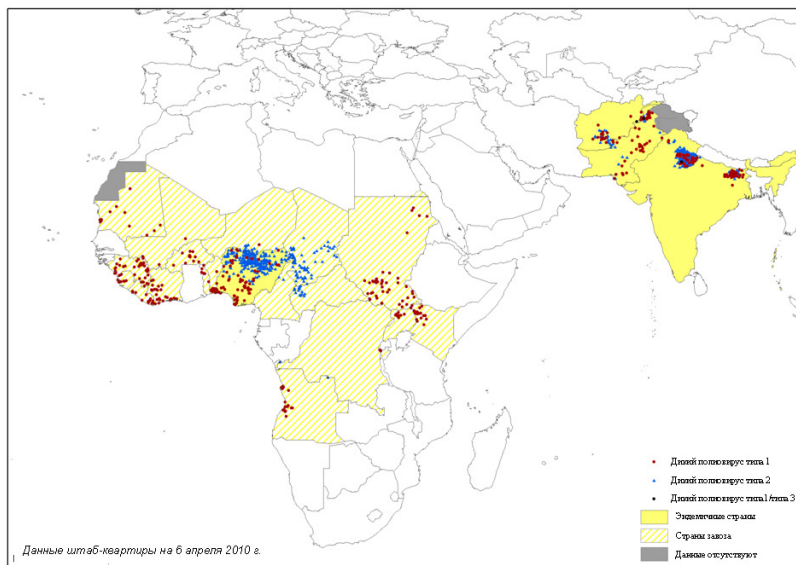 Дикий полиовирус типа 1
Дикий полиовирус типа 2
Дикий полиовирус типа1/типа 3
Эндемичные страны
Страны завоза
Данные отсутствуют
Данные штаб-квартиры на 6 апреля 2010 г.